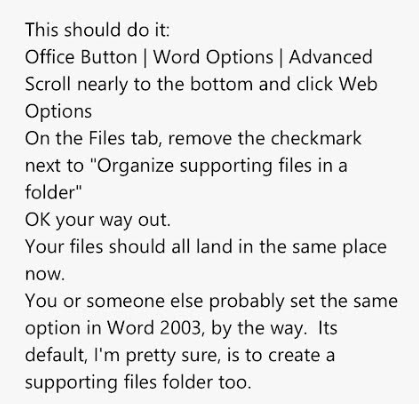 This should do it:
Office Button | Word Options | Advanced
Scroll nearly to the bottom and click Web
Options
On the Files tab, remove the checkmark
next to "Organize supporting files in a
folder"
OK your way out.
Your files should all land in the same place
now.
You or someone else probably set the same
option in Word 2003, by the way.  Its
default, I'm pretty sure, is to create a
supporting files folder too.